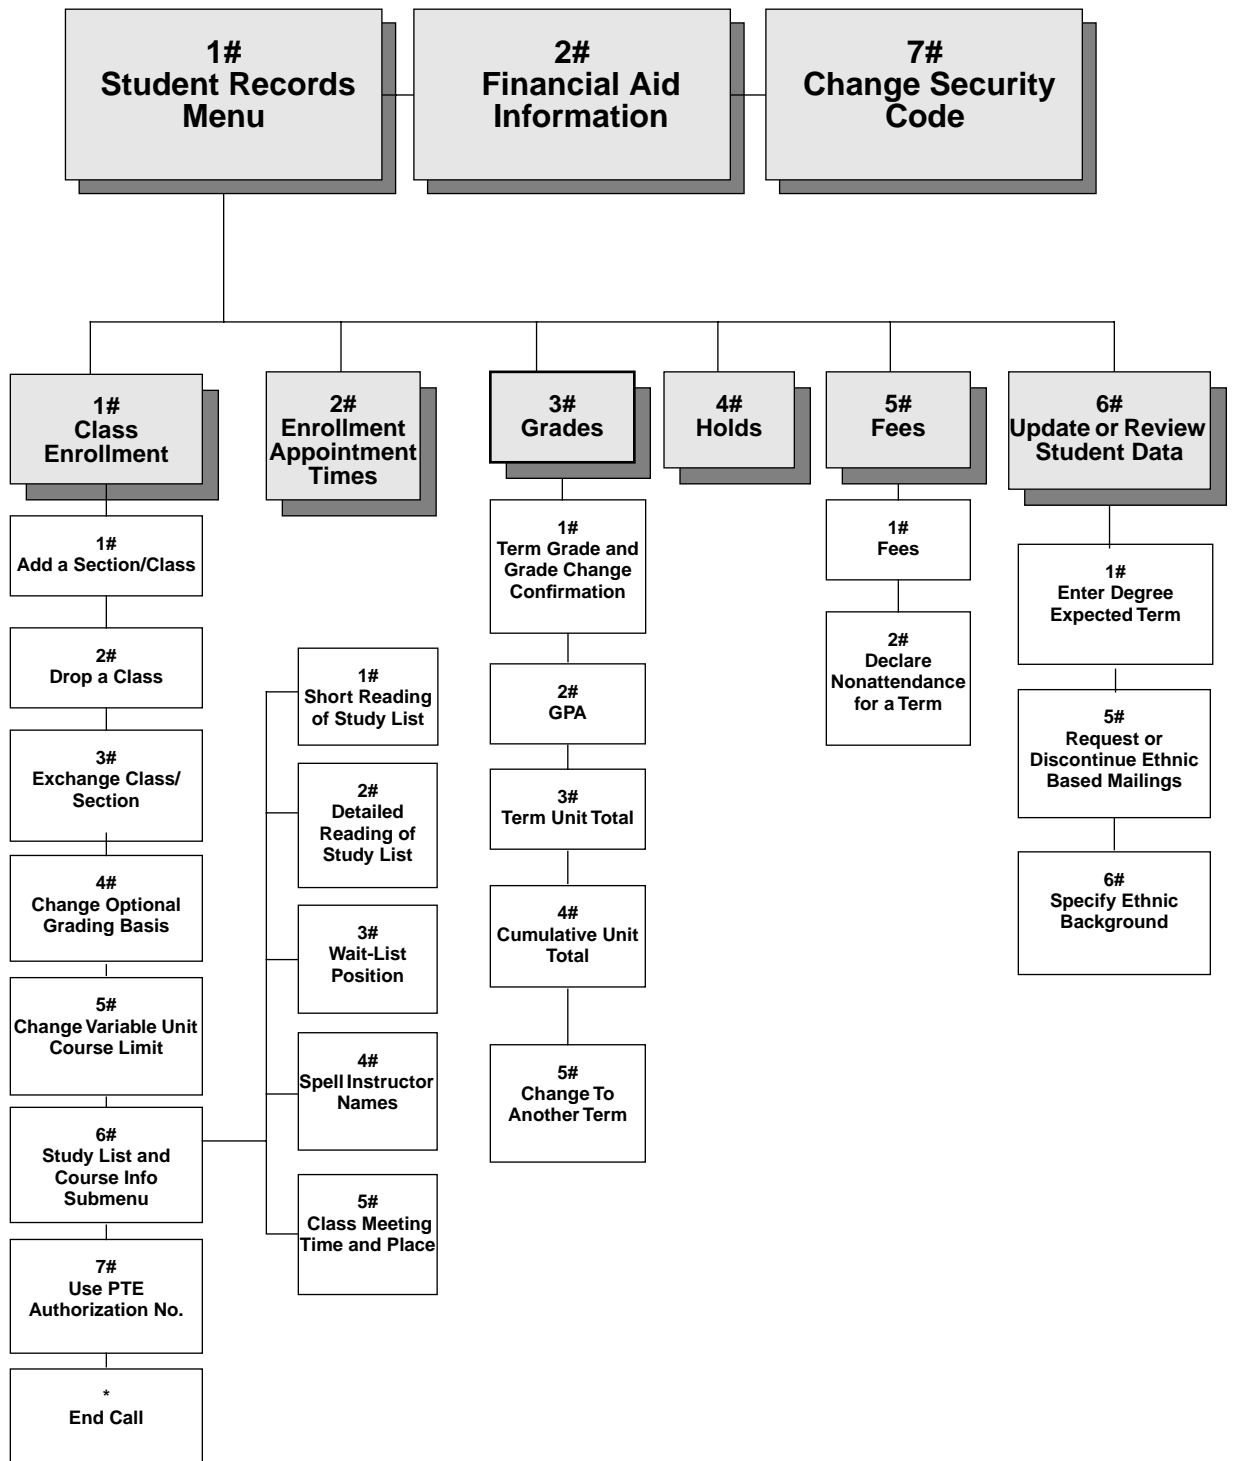 1#
Student Records
Menu
2#
Financial Aid
Information
7#
Change Security
Code
1#
Class
Enrollment
2#
Enrollment
Appointment
Times
3#
Grades
4#
Holds
5#
Fees
6#
Update or Review
Student Data
1#
Add a Section/Class
2#
Drop a Class
3#
Exchange Class/
Section
4#
Change Optional
Grading Basis
5#
Change Variable Unit
Course Limit
6#
Study List and
Course Info
Submenu
7#
Use PTE
Authorization No.
*
End Call
1#
Short Reading
of Study List
2#
Detailed
Reading of
Study List
3#
Wait-List
Position
4#
Spell Instructor
Names
5#
Class Meeting
Time and Place
1#
Term Grade and
Grade Change
Confirmation
2#
GPA
3#
Term Unit Total
4#
Cumulative Unit
Total
5#
Change To
Another Term
1#
Fees
2#
Declare
Nonattendance
for a Term
1#
Enter Degree
Expected Term
5#
Request or
Discontinue Ethnic
Based Mailings
6#
Specify Ethnic
Background